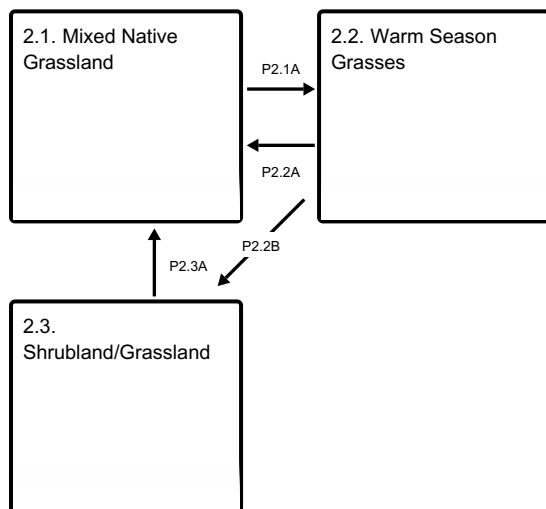 2.1. Mixed Native
Grassland
P2.1A
2.2. Warm Season
Grasses
P2.2A
P2.2B
P2.3A
2.3.
Shrubland/Grassland